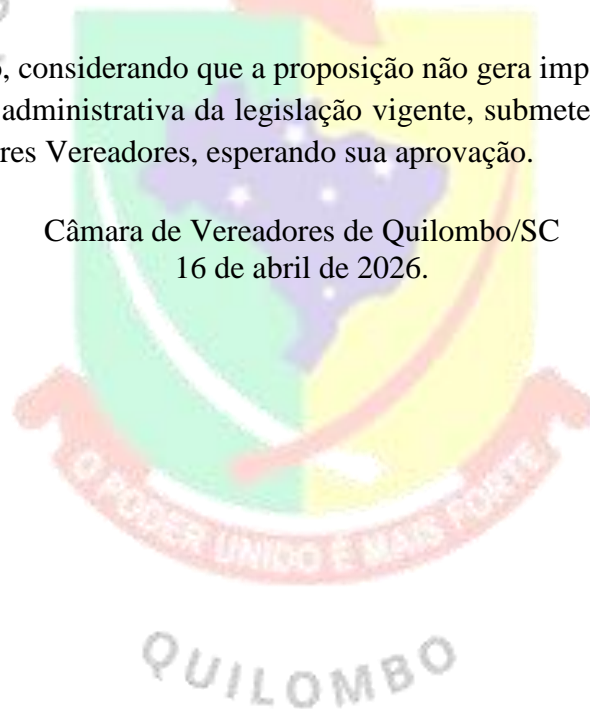 , considerando que a proposição não gera imp
administrativa da legislação vigente, submete
res Vereadores, esperando sua aprovação.
Câmara de Vereadores de Quilombo/SC
16 de abril de 2026.
O PODER UNIDO É MAIS FORTE
QUILOMBO